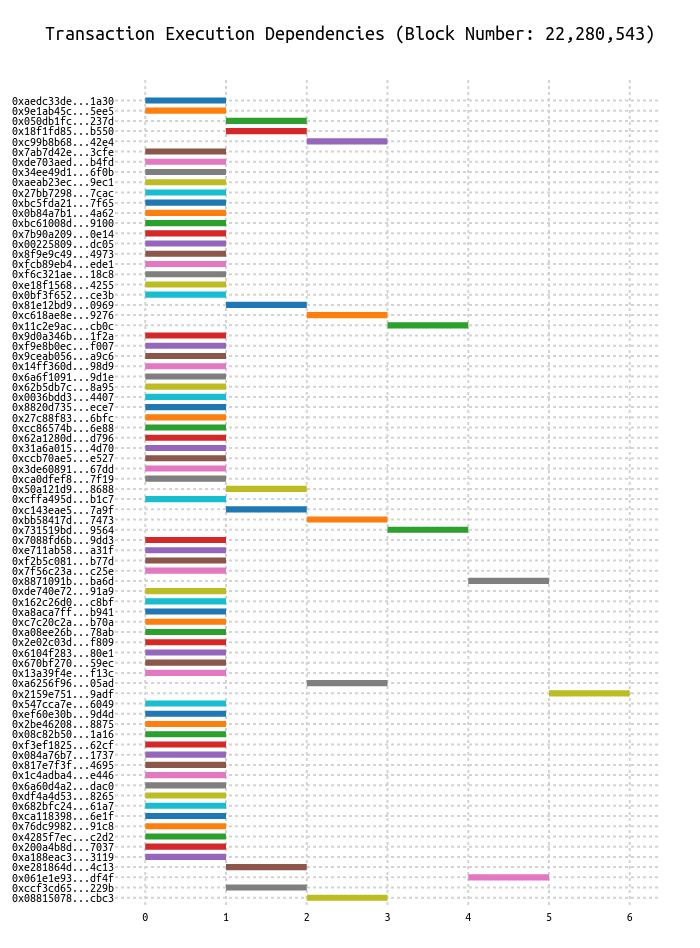 Transaction Execution Dependencies (Block Number: 22,280,543)
0xaedc33de...1a30
0x9e1ab45c...5ee5
0x050db1fc...237d
0x18f1fd85...b550
0xc99b8b68...42e4
0x7ab7d42e...3cfe
0xde703aed...b4fd
0x34ee49d1...6f0b
0xaeab23ec...9ec1
0x27bb7298...7cac
0xbc5fda21...7f65
0x0b84a7b1...4a62
0xbc61008d...9100
0x7b90a209...0e14
0x00225809...dc05
0x8f9e9c49...4973
0xfcb89eb4...ede1
0xf6c321ae...18c8
0xe18f1568...4255
0x0bf3f652...ce3b
0x81e12bd9...0969
0xc618ae8e...9276
0x11c2e9ac...cb0c
0x9d0a346b...1f2a
0xf9e8b0ec...f007
0x9ceab056...a9c6
0x14ff360d...98d9
0x6a6f1091...9d1e
0x62b5db7c...8a95
0x0036bdd3...4407
0x8820d735...ece7
0x27c88f83...6bfc
0xcc86574b...6e88
0x62a1280d...d796
0x31a6a015...4d70
0xccb70ae5...e527
0x3de60891...67dd
0xca0dfef8...7f19
0x50a121d9...8688
0xcffa495d...b1c7
0xc143eae5...7a9f
0xbb58417d...7473
0x731519bd...9564
0x7088fd6b...9dd3
0xe711ab58...a31f
0xf2b5c081...b77d
0x7f56c23a...c25e
0x8871091b...ba6d
0xde740e72...91a9
0x162c26d0...c8bf
0xa8aca7ff...b941
0xc7c20c2a...b70a
0xa08ee26b...78ab
0x2e02c03d...f809
0x6104f283...80e1
0x670bf270...59ec
0x13a39f4e...f13c
0xa6256f96...05ad
0x2159e751...9adf
0x547cca7e...6049
0xef60e30b...9d4d
0x2be46208...8875
0x08c82b50...1a16
0xf3ef1825...62cf
0x084a76b7...1737
0x817e7f3f...4695
0x1c4adba4...e446
0x6a60d4a2...dac0
0xdf4a4d53...8265
0x682bfc24...61a7
0xca118398...6e1f
0x76dc9982...91c8
0x4285f7ec...c2d2
0x200a4b8d...7037
0xa188eac3...3119
0xe281864d...4c13
0x061e1e93...df4f
0xccf3cd65...229b
0x08815078...cbc3
0 1 2 3 4 5 6